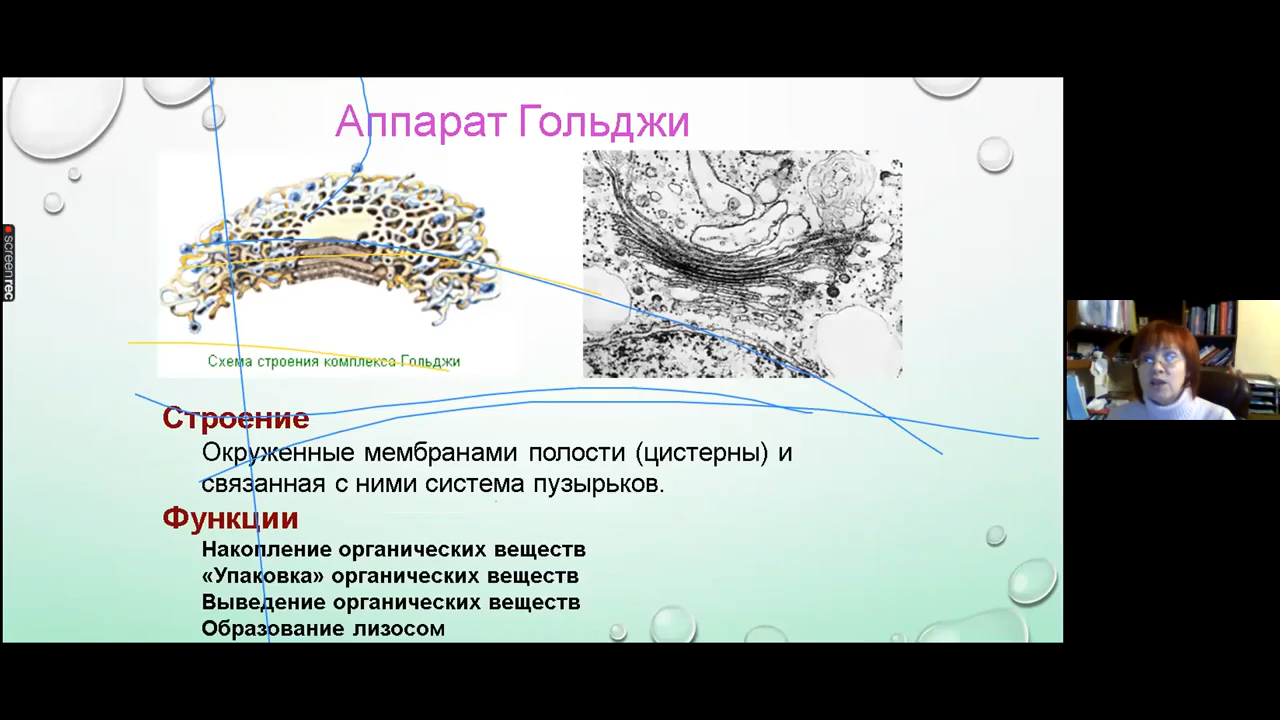 Аппарат Гольджи
screenrec
Схема строения комплекса Гольджи
Строение
Окруженные мембранами полости (цистерны) и
связанная с ними система пузырьков.
Функции
Накопление органических веществ
«Упаковка» органических веществ
Выведение органических веществ
Образование лизосом